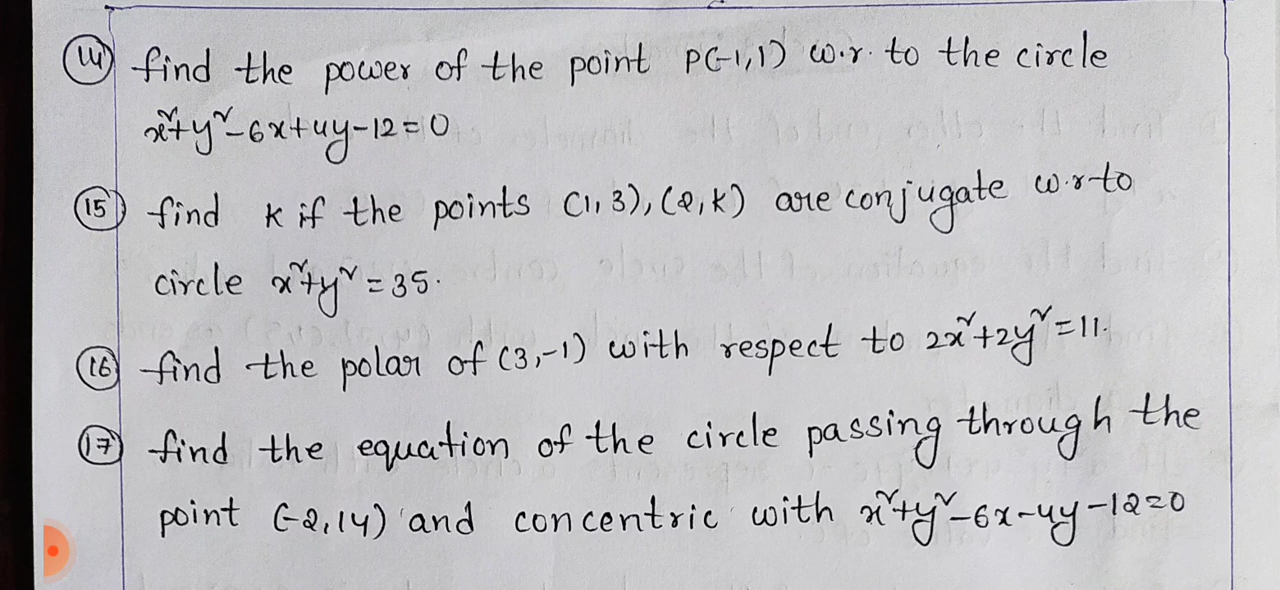 (14) find the power of the point P(-1,1) w.r. to the circle
x²+y²-6x+4y-12=0
(15) find k if the points (1,3), (2,k) are conjugate w.r to
circle x²+y²=35.
(16) find the polar of (3,-1) with respect to 2x²+2y²=11.
(17) find the equation of the circle passing through the
point (-2,14) and concentric with x²+y²-6x-4y-12=0